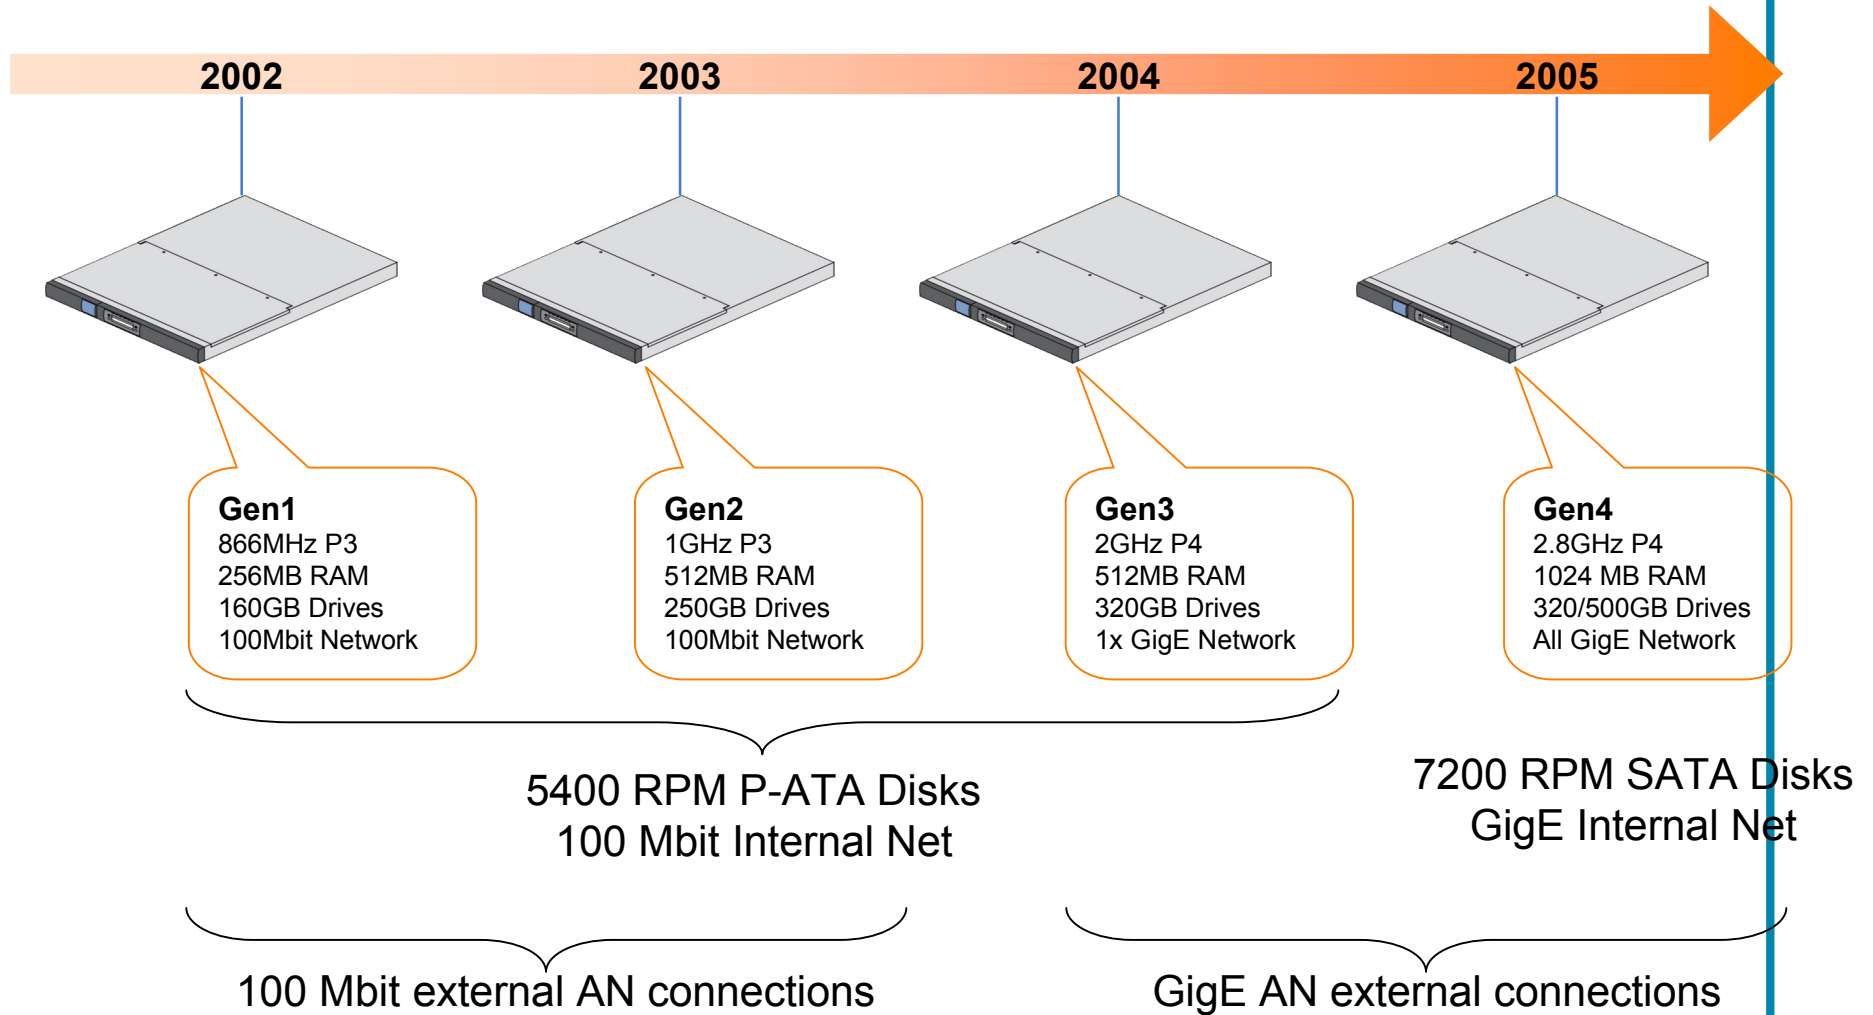 2002
2003
2004
2005
Gen1
866MHz P3
256MB RAM
160GB Drives
100Mbit Network
Gen2
1GHz P3
512MB RAM
250GB Drives
100Mbit Network
Gen3
2GHz P4
512MB RAM
320GB Drives
1x GigE Network
Gen4
2.8GHz P4
1024 MB RAM
320/500GB Drives
All GigE Network
5400 RPM P-ATA Disks
100 Mbit Internal Net
7200 RPM SATA Disks
GigE Internal Net
100 Mbit external AN connections
GigE AN external connections